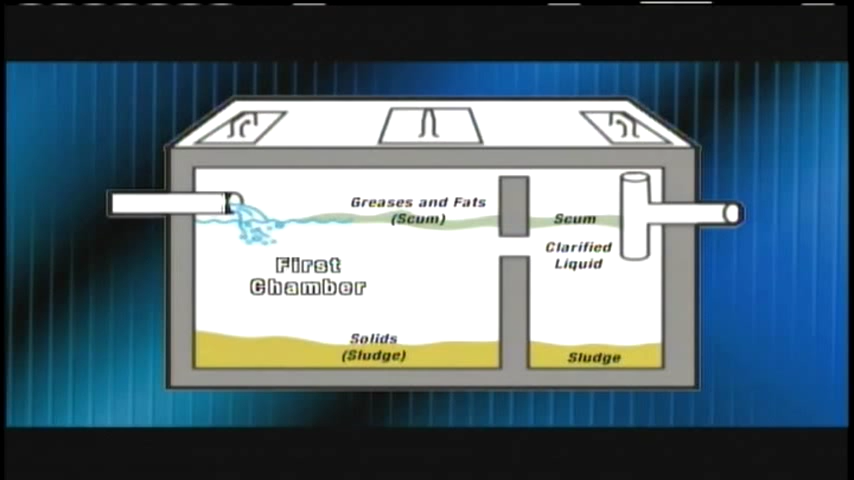 Greases and Fats
(Scum)
Scum
Clarified
Liquid
First
Chamber
Solids
(Sludge)
Sludge